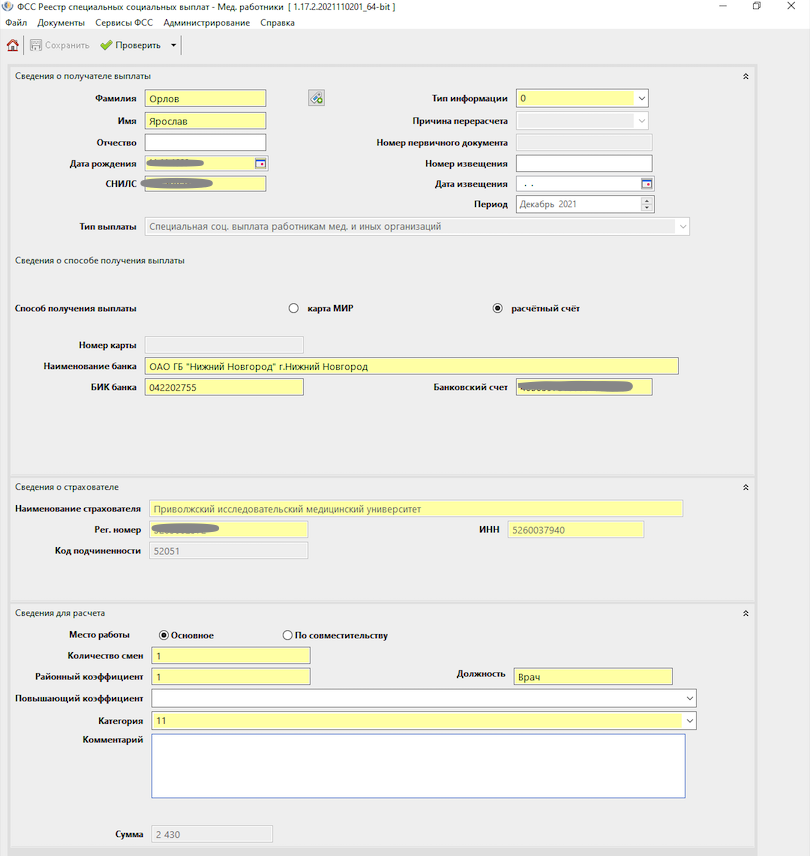 ФСС Реестр специальных социальных выплат - Мед. работники [ 1.17.2.2021110201_64-bit ]
Файл Документы Сервисы ФСС Администрирование Справка
Сохранить Проверить
Сведения о получателе выплаты
Фамилия Орлов Тип информации 0
Имя Ярослав Причина перерасчета
Отчество Номер первичного документа
Дата рождения Номер извещения
СНИЛС Дата извещения . .
Период Декабрь 2021
Тип выплаты Специальная соц. выплата работникам мед. и иных организаций
Сведения о способе получения выплаты
Способ получения выплаты карта МИР расчётный счёт
Номер карты
Наименование банка ОАО ГБ "Нижний Новгород" г.Нижний Новгород
БИК банка 042202755 Банковский счет
Сведения о страхователе
Наименование страхователя Приволжский исследовательский медицинский университет
Рег. номер ИНН 5260037940
Код подчиненности 52051
Сведения для расчета
Место работы Основное По совместительству
Количество смен 1
Районный коэффициент 1 Должность Врач
Повышающий коэффициент
Категория 11
Комментарий
Сумма 2 430